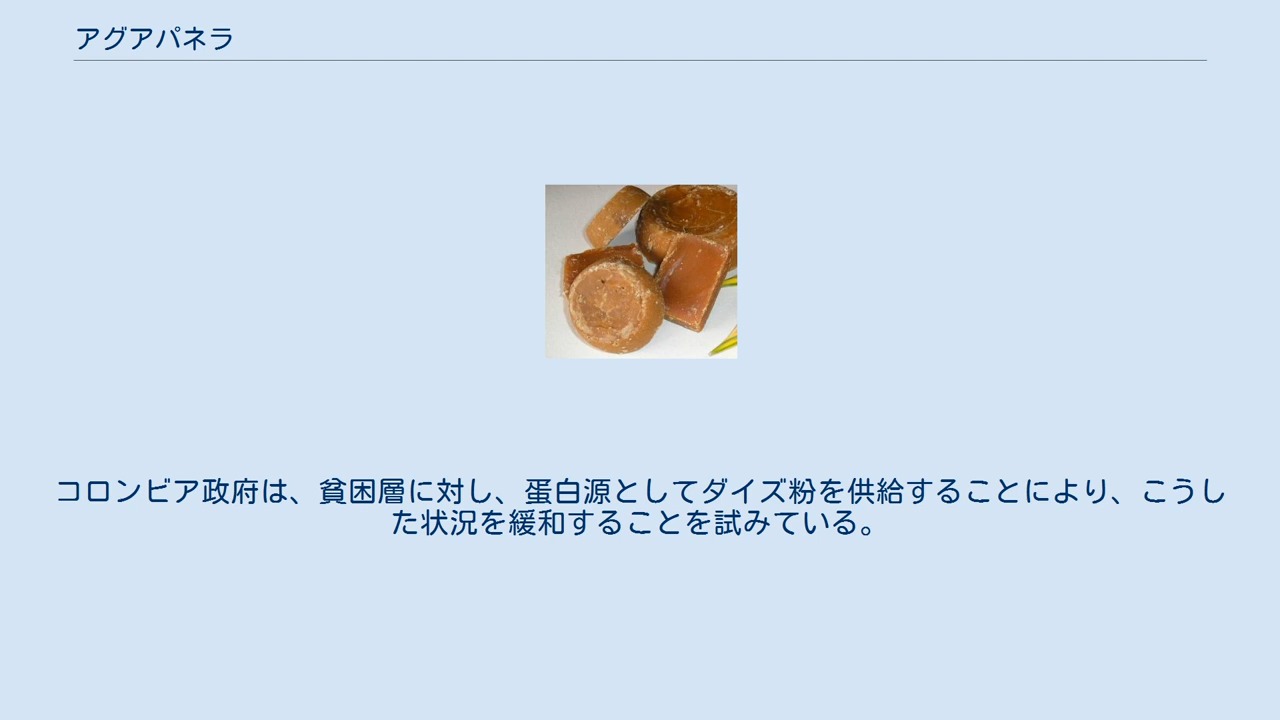 アグアパネラ
コロンビア政府は、貧困層に対し、蛋白源としてダイズ粉を供給することにより、こうし
た状況を緩和することを試みている。